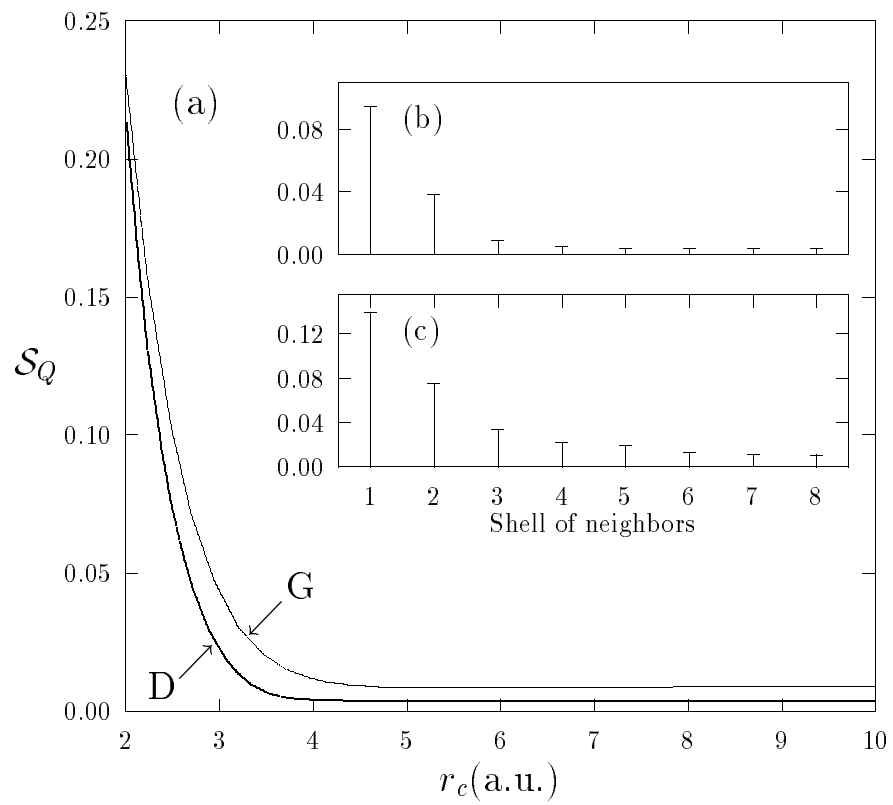 0.25
(a)
(b)
0.08
0.20
0.04
0.00
0.15
(c)
0.12
S_Q
0.08
0.10
0.04
0.00
1 2 3 4 5 6 7 8
Shell of neighbors
0.05
G
D
0.00
2 3 4 5 6 7 8 9 10
r_c(a.u.)